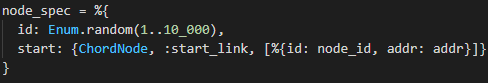 node_spec = %{
  id: Enum.random(1..10_000),
  start: {ChordNode, :start_link, [%{id: node_id, addr: addr}]}
}